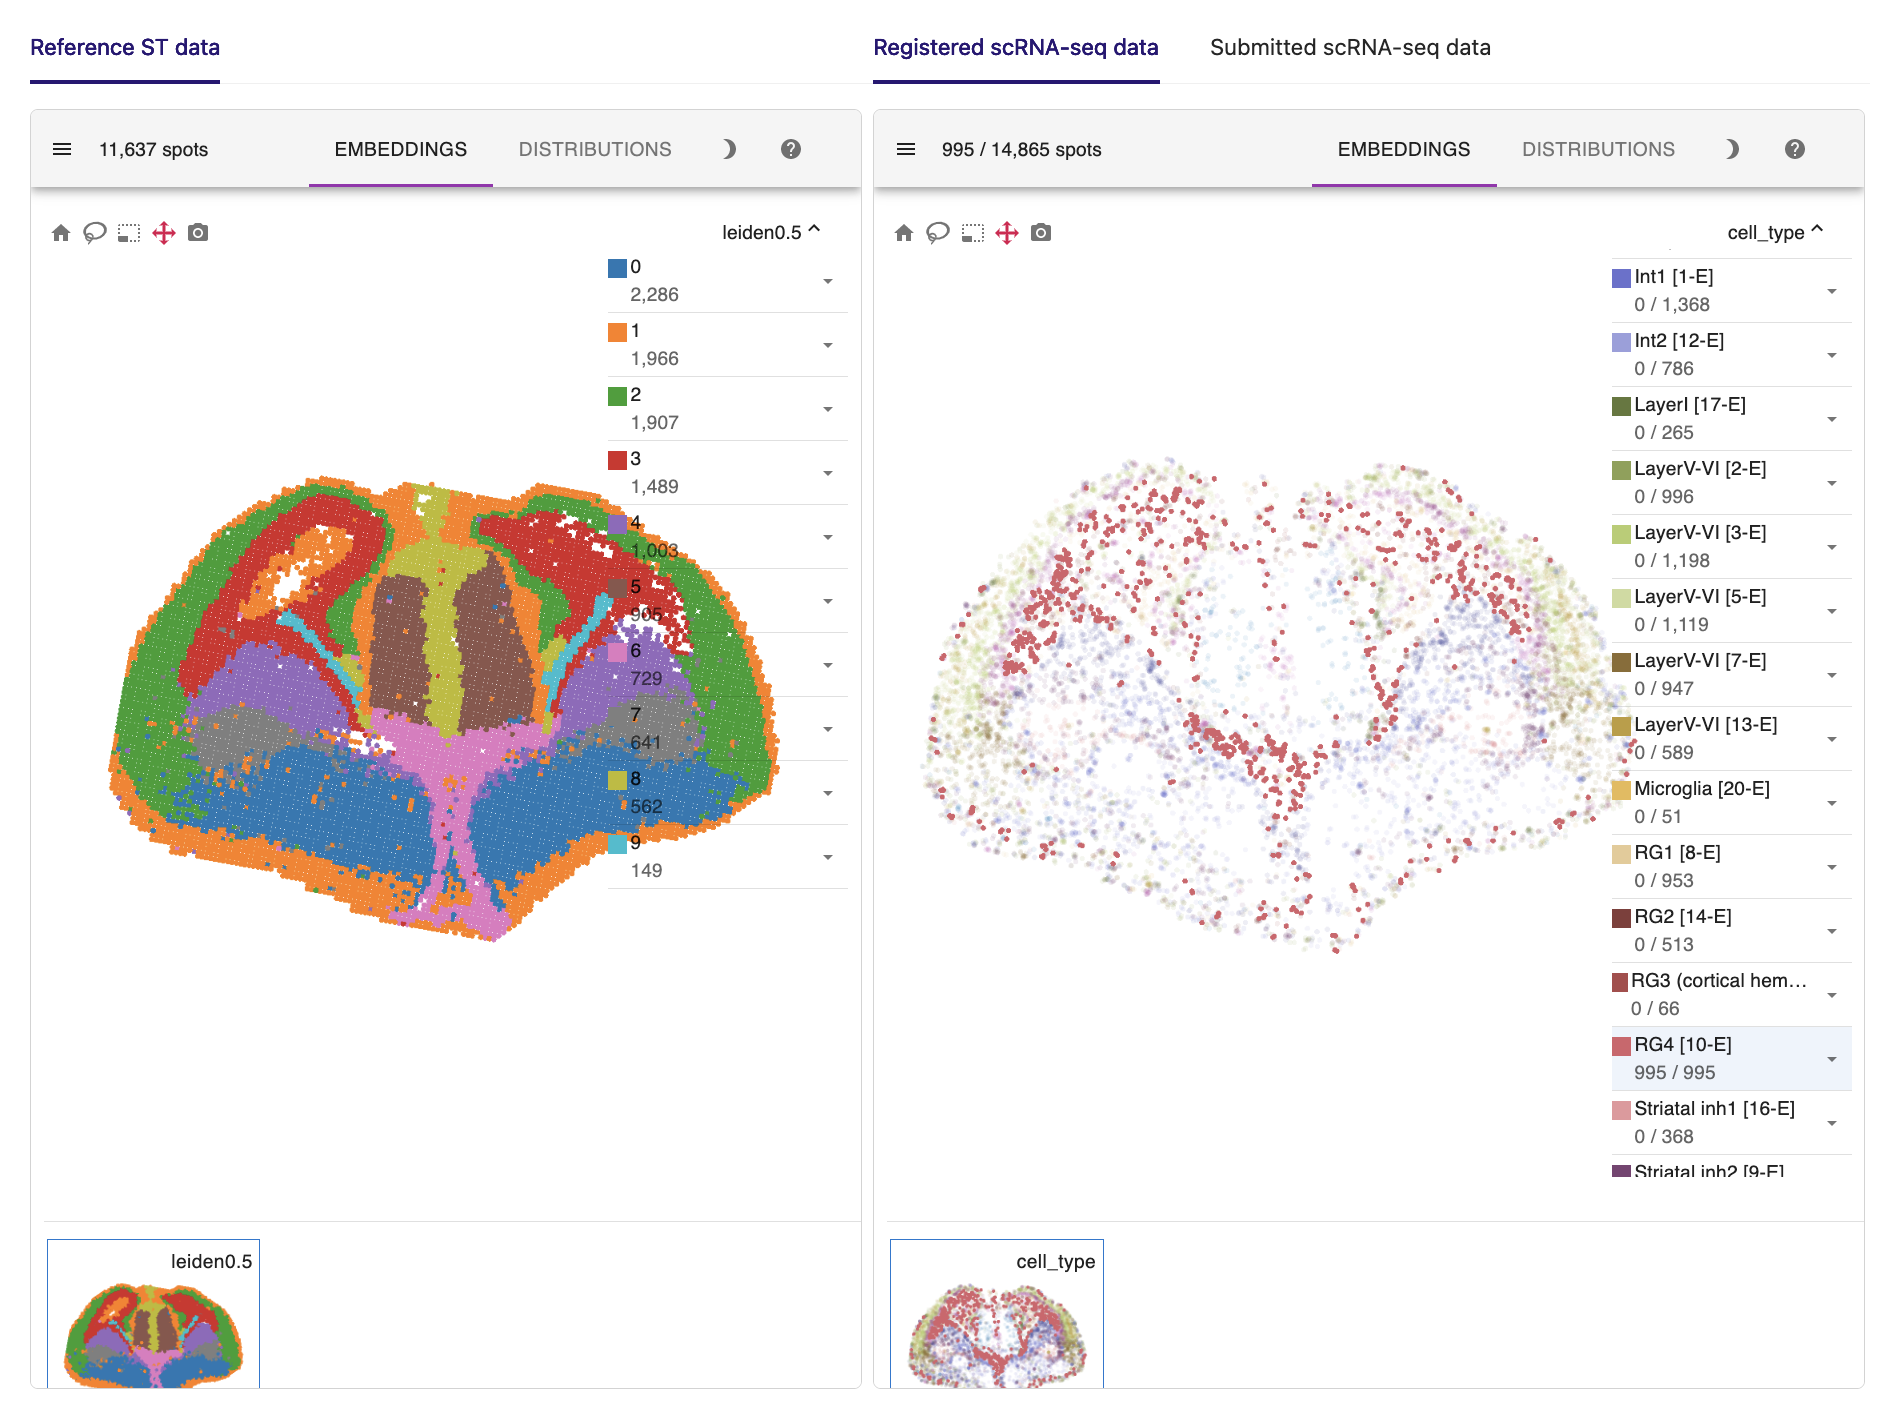 Reference ST data
Registered scRNA-seq data
Submitted scRNA-seq data
11,637 spots
EMBEDDINGS
DISTRIBUTIONS
?
leiden0.5
0
2,286
1
1,966
2
1,907
3
1,489
4
1,003
5
905
6
729
7
641
8
562
9
149
leiden0.5
995 / 14,865 spots
EMBEDDINGS
DISTRIBUTIONS
?
cell_type
Int1 [1-E]
0 / 1,368
Int2 [12-E]
0 / 786
LayerI [17-E]
0 / 265
LayerV-VI [2-E]
0 / 996
LayerV-VI [3-E]
0 / 1,198
LayerV-VI [5-E]
0 / 1,119
LayerV-VI [7-E]
0 / 947
LayerV-VI [13-E]
0 / 589
Microglia [20-E]
0 / 51
RG1 [8-E]
0 / 953
RG2 [14-E]
0 / 513
RG3 (cortical hem...
0 / 66
RG4 [10-E]
995 / 995
Striatal inh1 [16-E]
0 / 368
Striatal inh2 [9-E]
cell_type